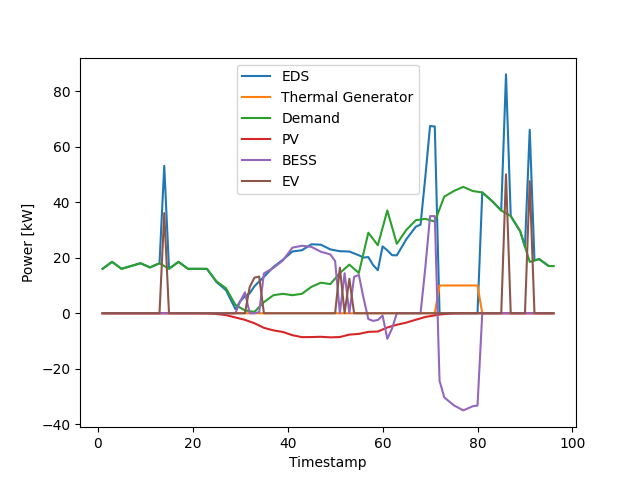 EDS
Thermal Generator
Demand
PV
BESS
EV
Power [kW]
80
60
40
20
0
−20
−40
0 20 40 60 80 100
Timestamp